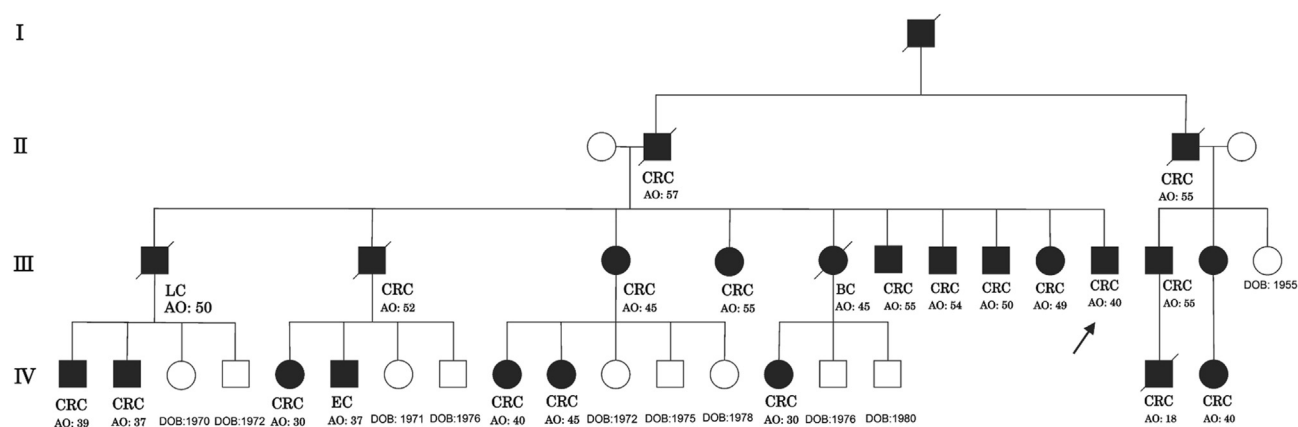 I
II
CRC
AO: 57
CRC
AO: 55
III
LC
AO: 50
CRC
AO: 52
CRC
AO: 45
CRC
AO: 55
BC
AO: 45
CRC
AO: 55
CRC
AO: 54
CRC
AO: 50
CRC
AO: 49
CRC
AO: 40
CRC
AO: 55
DOB: 1955
IV
CRC
AO: 39
CRC
AO: 37
DOB:1970
DOB:1972
CRC
AO: 30
EC
AO: 37
DOB: 1971
DOB:1976
CRC
AO: 40
CRC
AO: 45
DOB:1972
DOB:1975
DOB:1978
CRC
AO: 30
DOB:1976
DOB:1980
CRC
AO: 18
CRC
AO: 40